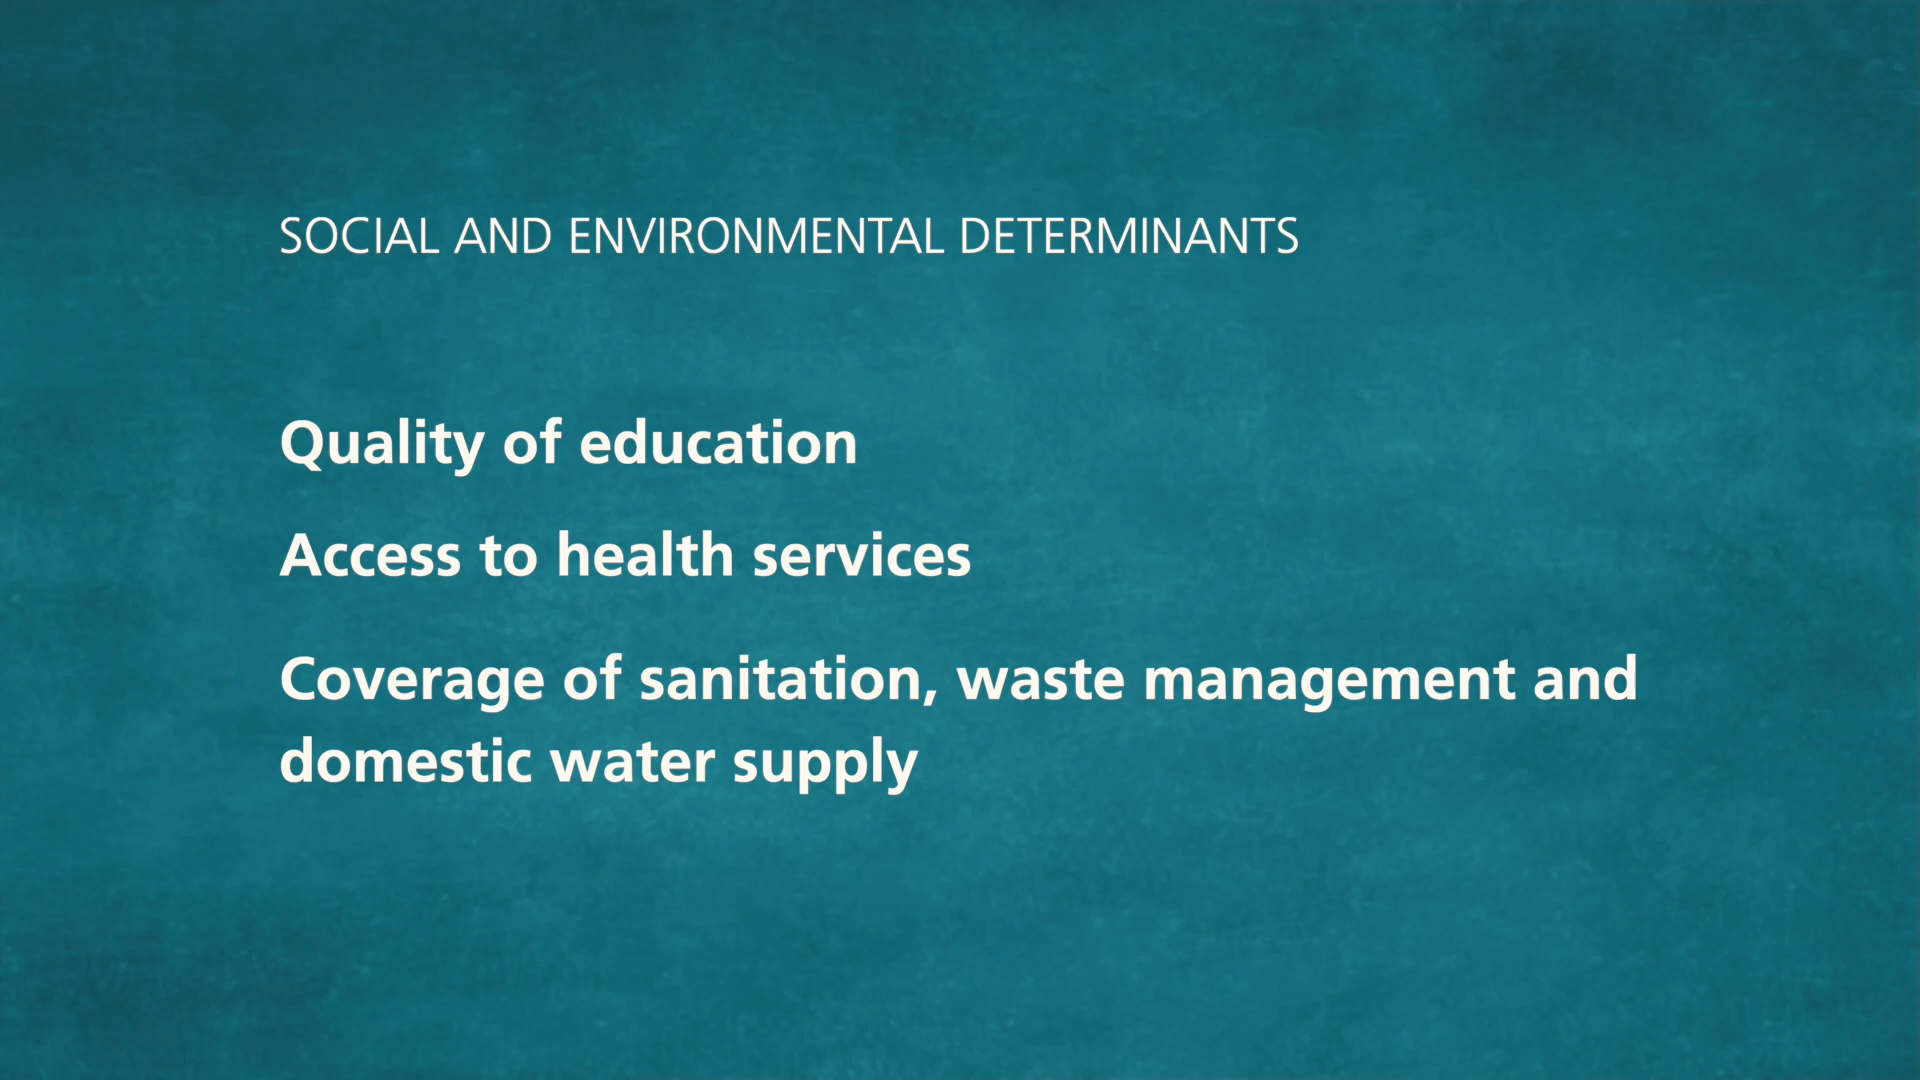 SOCIAL AND ENVIRONMENTAL DETERMINANTS
Quality of education
Access to health services
Coverage of sanitation, waste management and
domestic water supply